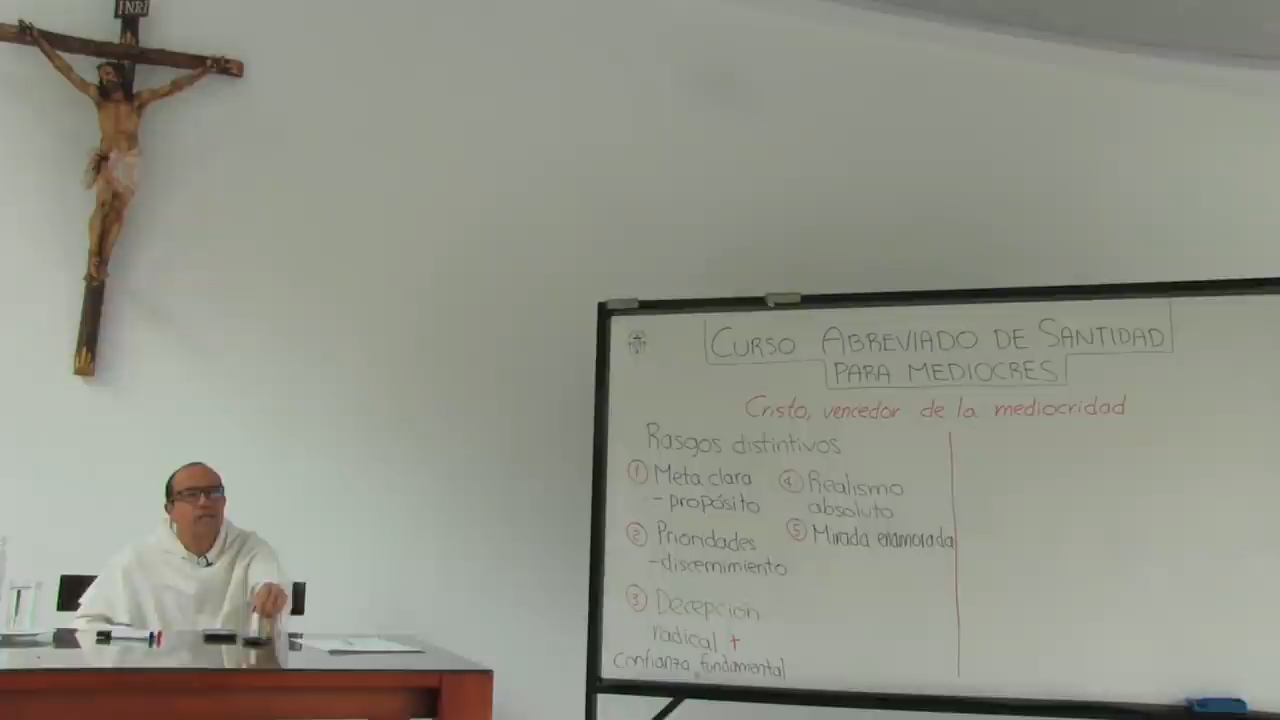 INRI
CURSO ABREVIADO DE SANTIDAD
PARA MEDIOCRES
Cristo, vencedor de la mediocridad
Rasgos distintivos
① Meta clara
- propósito
② Prioridades
- discernimiento
③ Decepción
radical +
confianza fundamental
④ Realismo
absoluto
⑤ Mirada enamorada